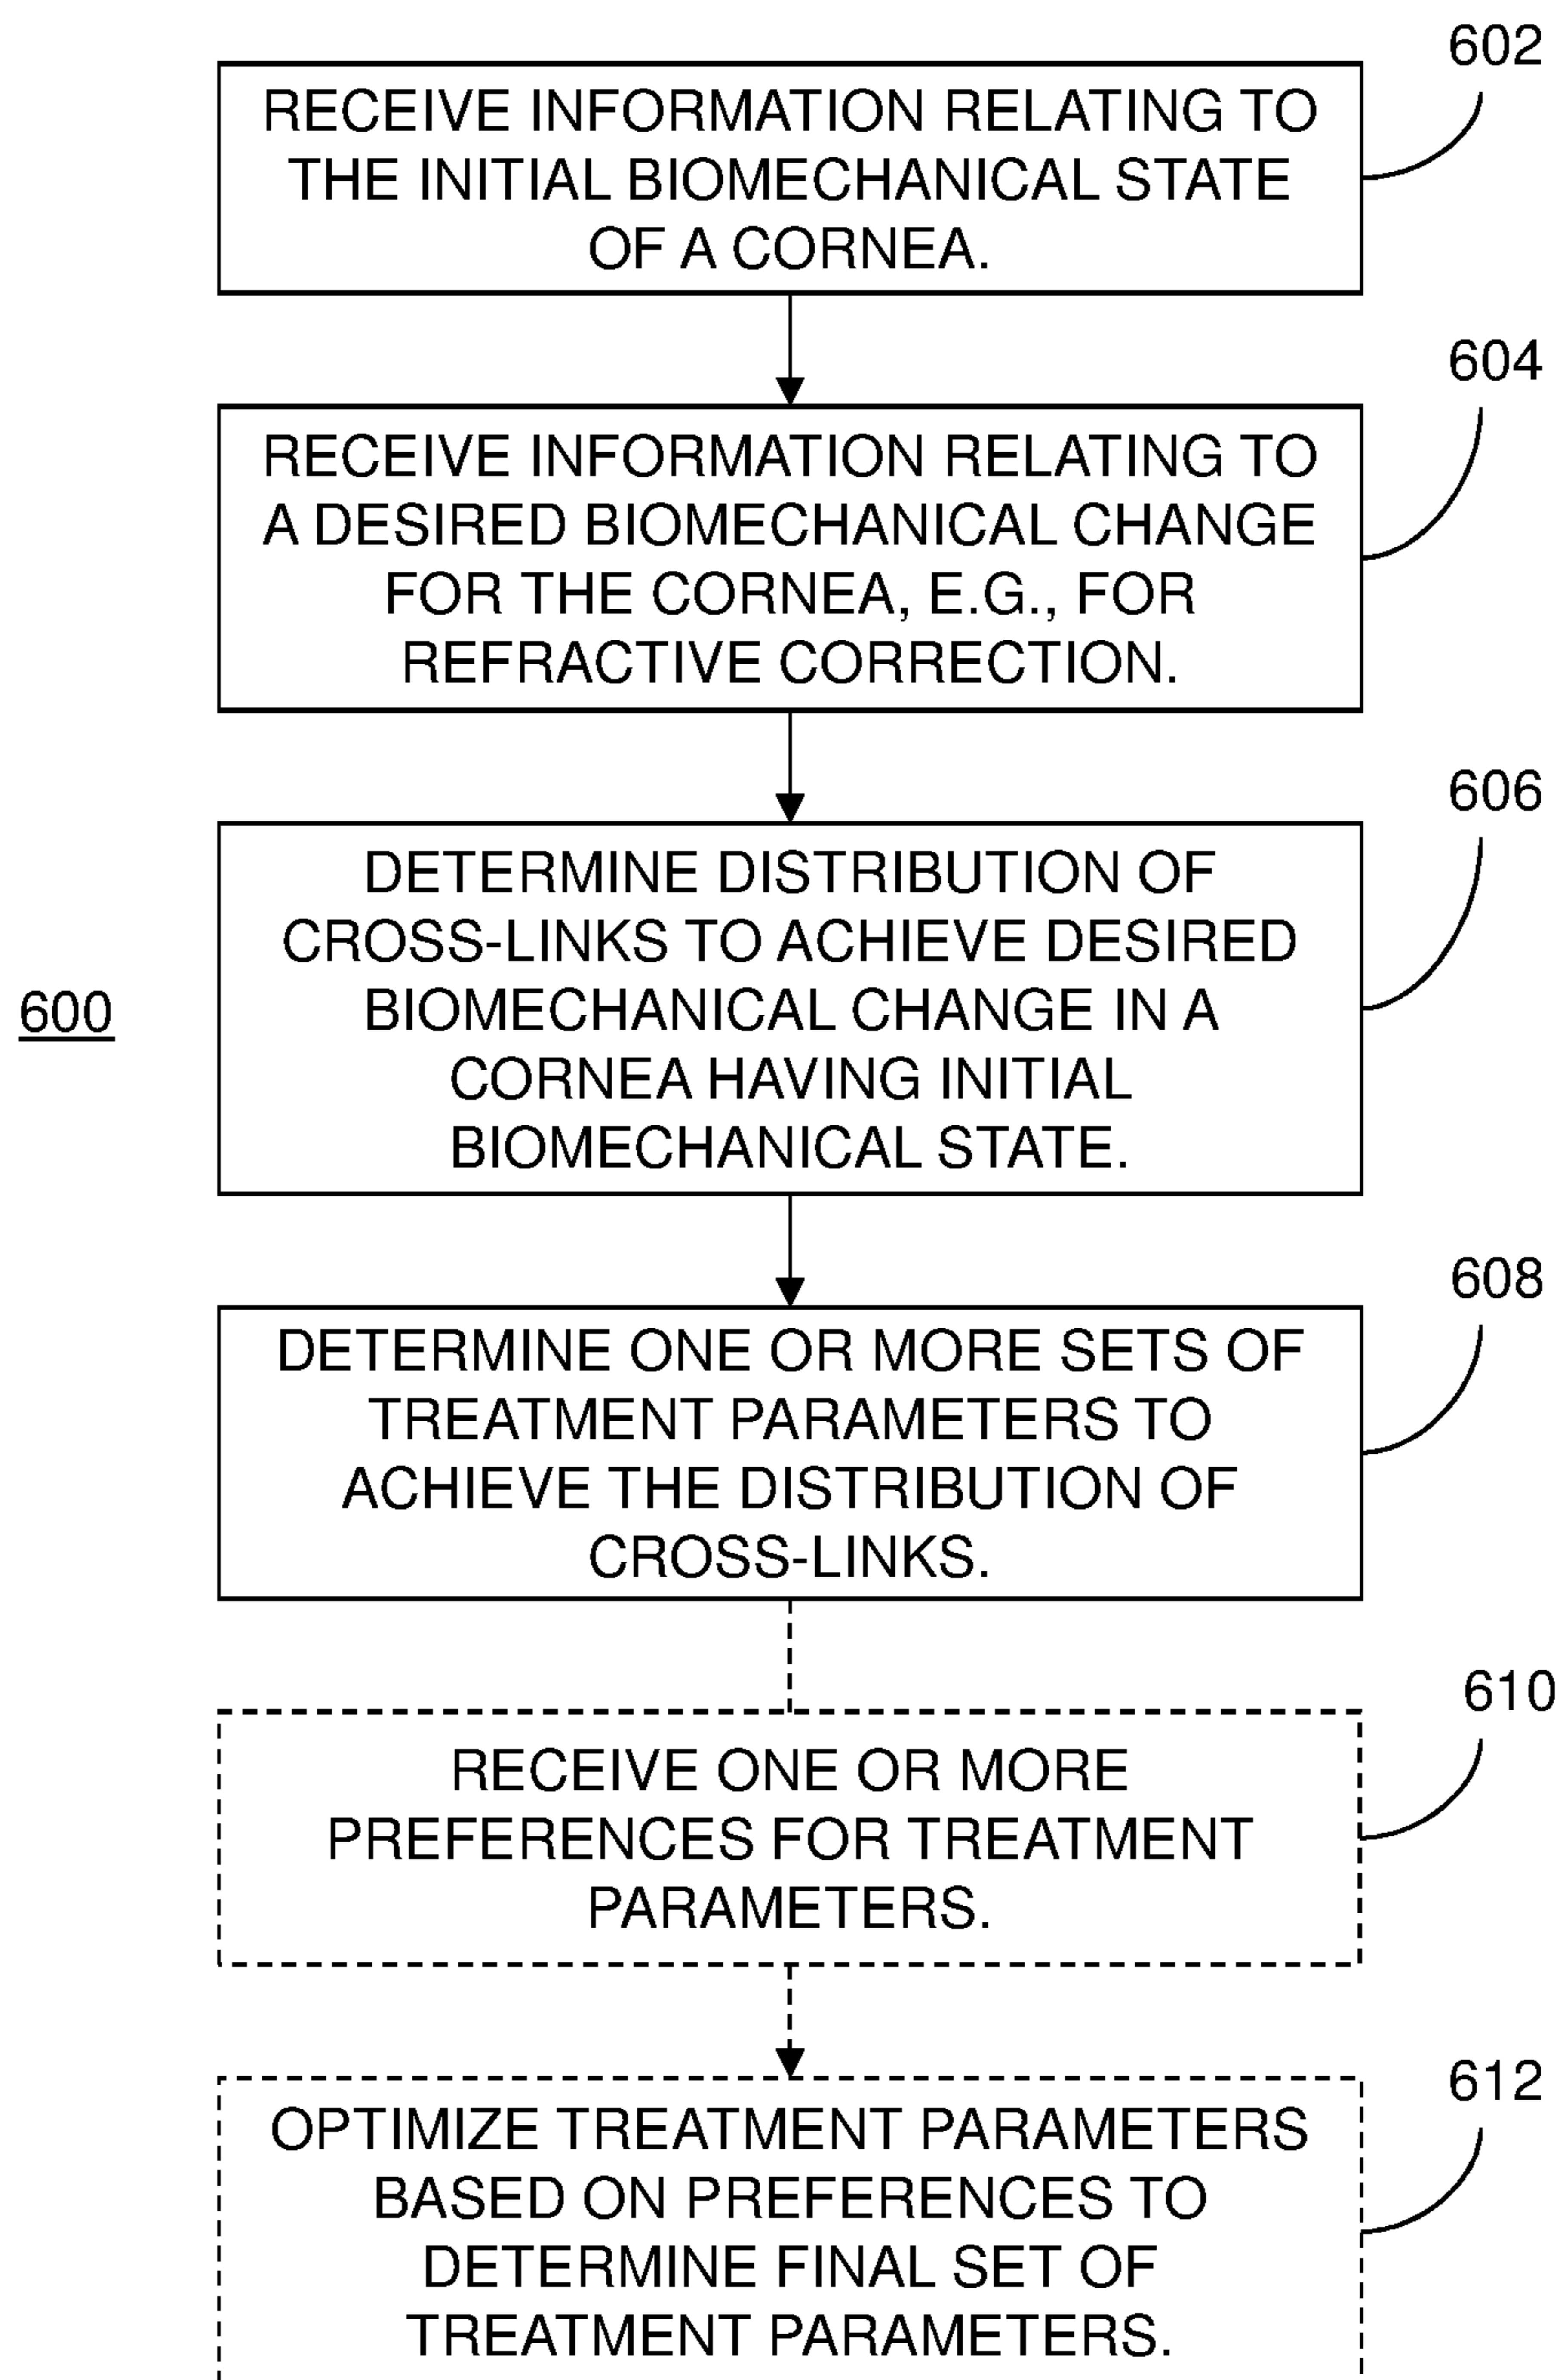 602
RECEIVE INFORMATION RELATING TO
THE INITIAL BIOMECHANICAL STATE
OF A CORNEA.
604
RECEIVE INFORMATION RELATING TO
A DESIRED BIOMECHANICAL CHANGE
FOR THE CORNEA, E.G., FOR
REFRACTIVE CORRECTION.
606
DETERMINE DISTRIBUTION OF
CROSS-LINKS TO ACHIEVE DESIRED
BIOMECHANICAL CHANGE IN A
CORNEA HAVING INITIAL
BIOMECHANICAL STATE.
600
608
DETERMINE ONE OR MORE SETS OF
TREATMENT PARAMETERS TO
ACHIEVE THE DISTRIBUTION OF
CROSS-LINKS.
610
RECEIVE ONE OR MORE
PREFERENCES FOR TREATMENT
PARAMETERS.
612
OPTIMIZE TREATMENT PARAMETERS
BASED ON PREFERENCES TO
DETERMINE FINAL SET OF
TREATMENT PARAMETERS.